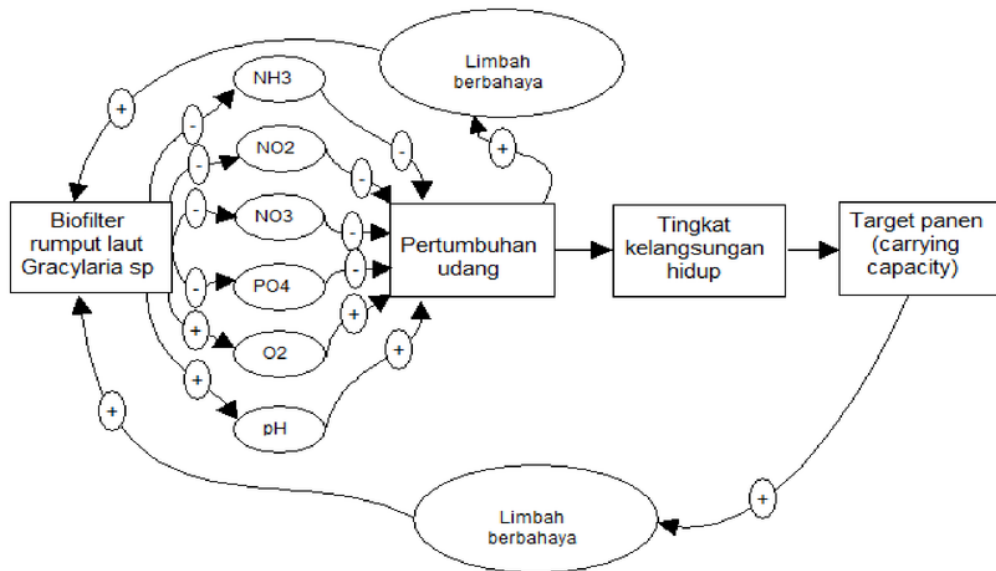 Limbah
berbahaya
+
NH3
-
-
+
NO2
-
-
Biofilter
rumput laut
Gracylaria sp
-
NO3
-
Pertumbuhan
udang
Tingkat
kelangsungan
hidup
Target panen
(carrying
capacity)
-
PO4
-
+
O2
+
+
pH
+
+
Limbah
berbahaya
+